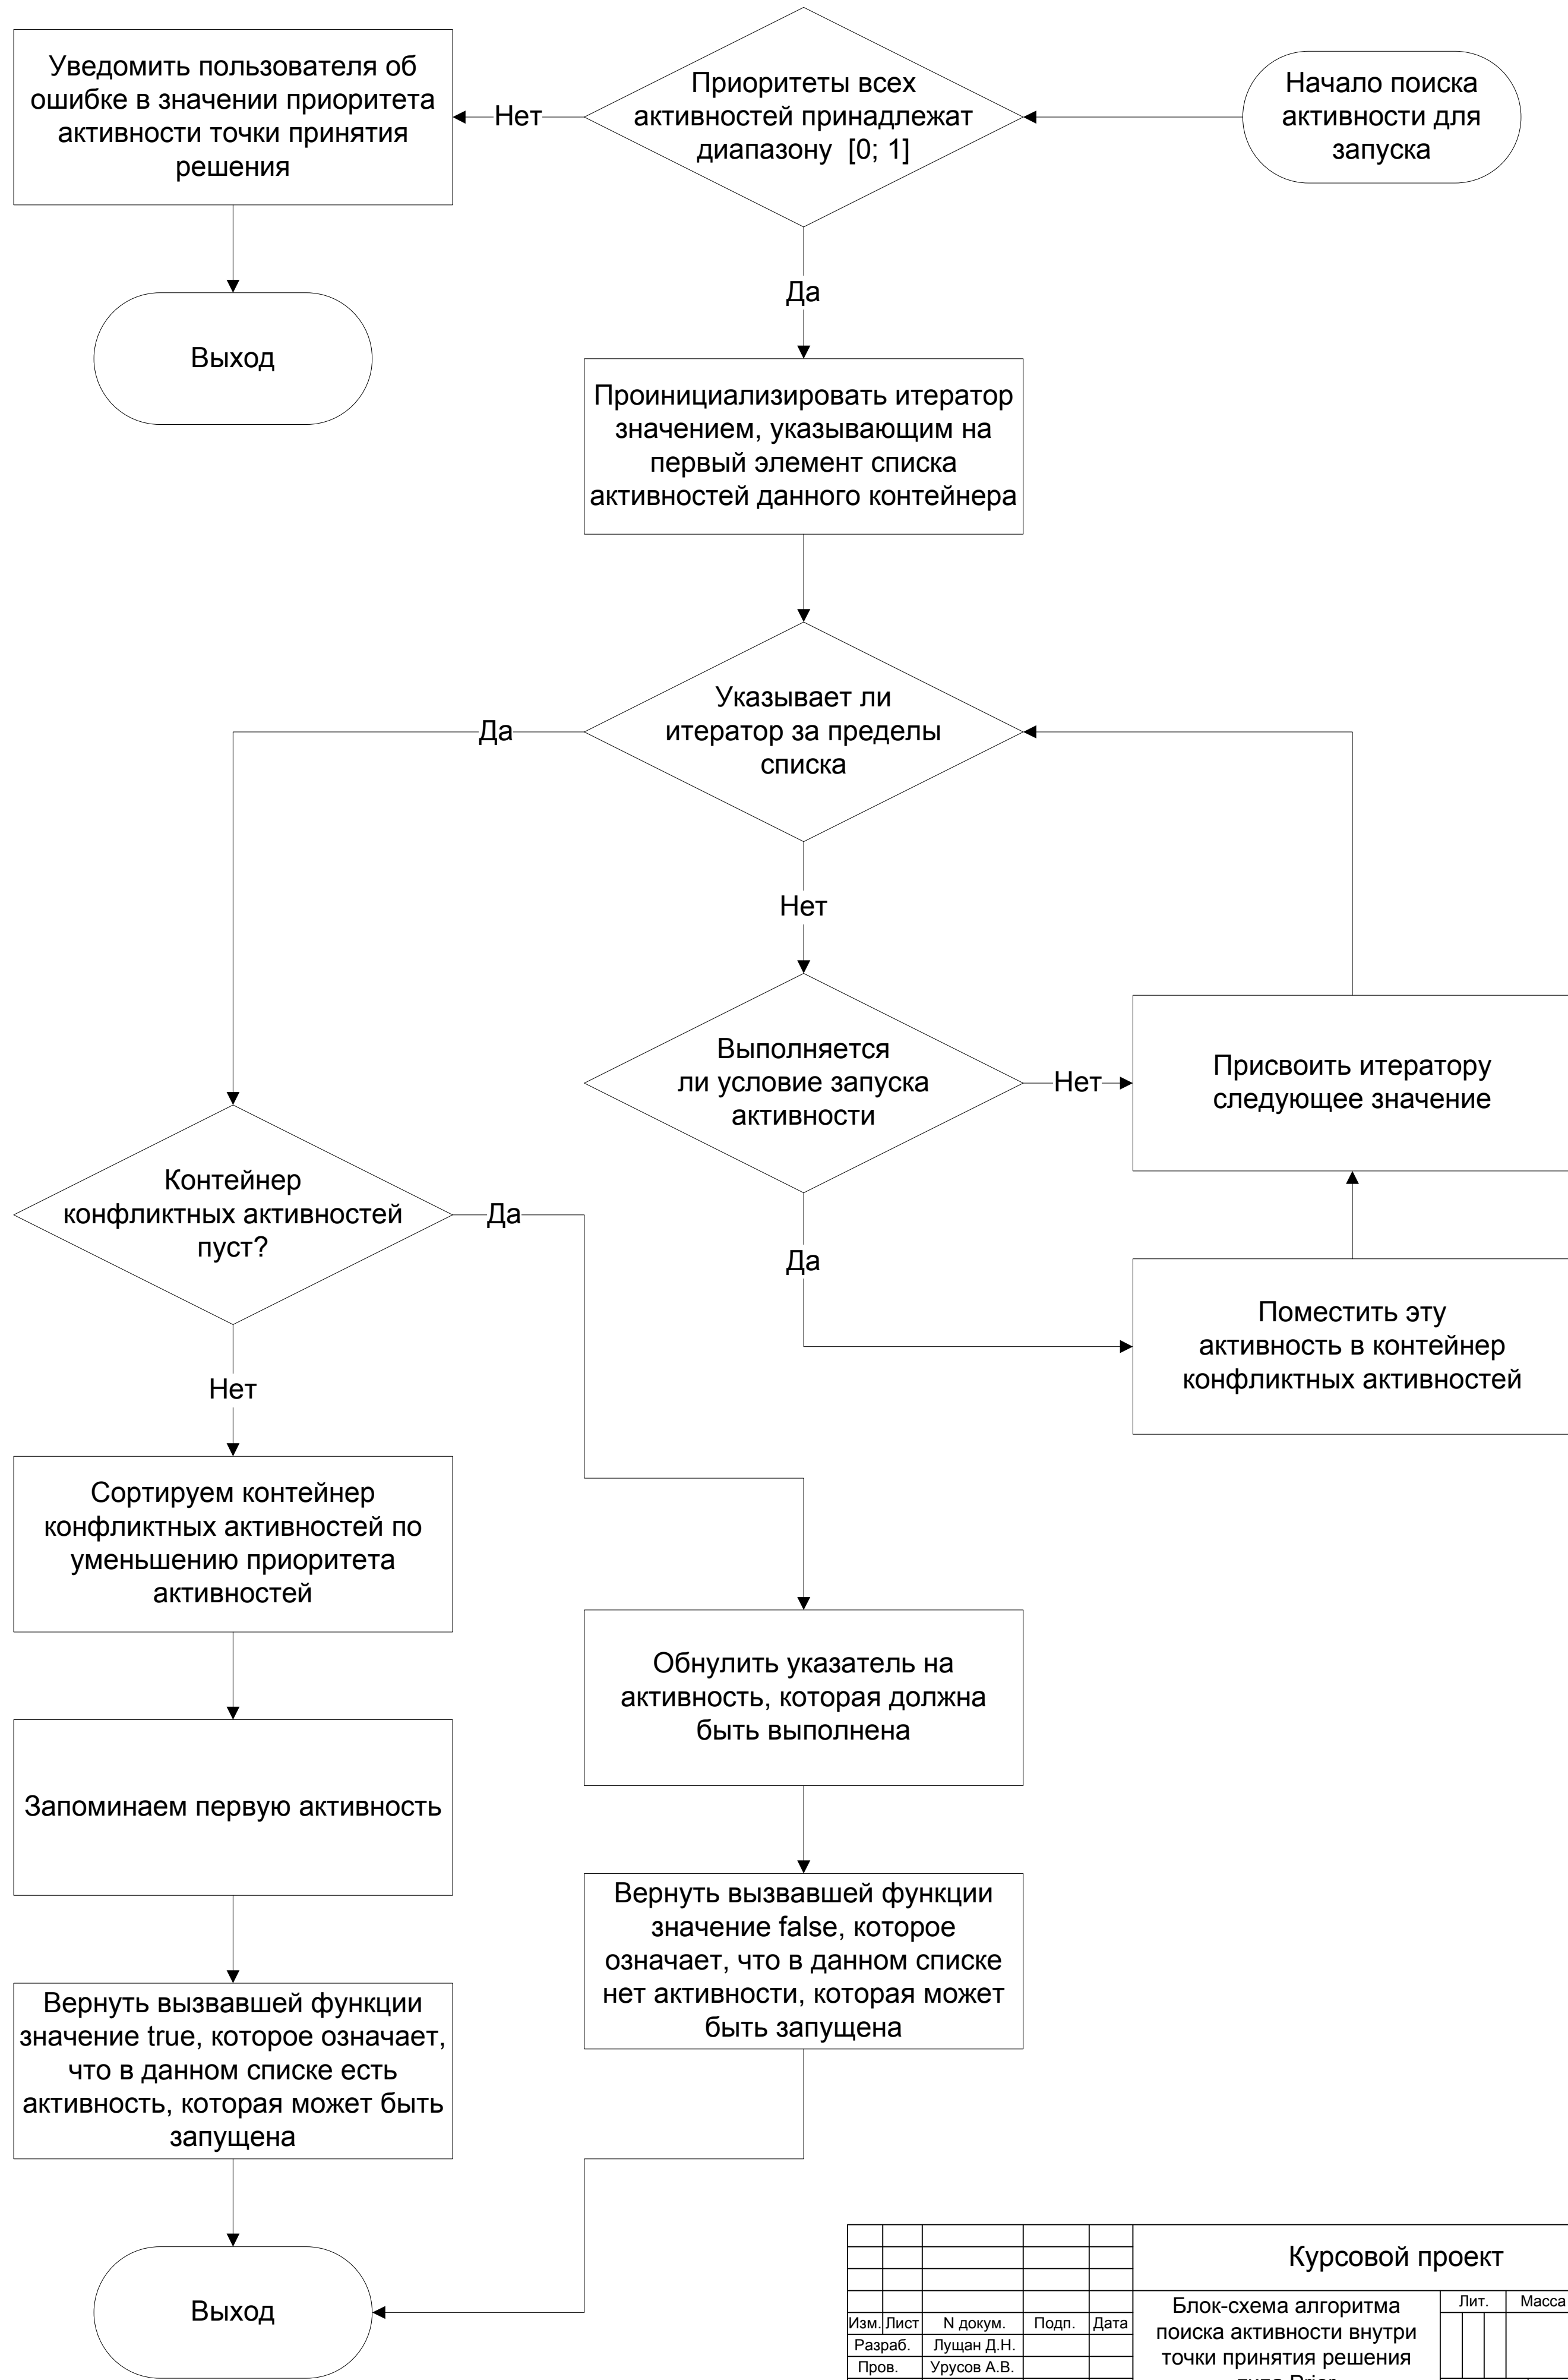 Начало поиска
активности для
запуска
Приоритеты всех
активностей принадлежат
диапазону [0; 1]
Нет
Уведомить пользователя об
ошибке в значении приоритета
активности точки принятия
решения
Выход
Да
Проинициализировать итератор
значением, указывающим на
первый элемент списка
активностей данного контейнера
Указывает ли
итератор за пределы
списка
Да
Нет
Выполняется
ли условие запуска
активности
Нет
Присвоить итератору
следующее значение
Да
Поместить эту
активность в контейнер
конфликтных активностей
Контейнер
конфликтных активностей
пуст?
Да
Нет
Сортируем контейнер
конфликтных активностей по
уменьшению приоритета
активностей
Запоминаем первую активность
Вернуть вызвавшей функции
значение true, которое означает,
что в данном списке есть
активность, которая может быть
запущена
Обнулить указатель на
активность, которая должна
быть выполнена
Вернуть вызвавшей функции
значение false, которое
означает, что в данном списке
нет активности, которая может
быть запущена
Выход
Курсовой проект
Изм. Лист N докум. Подп. Дата
Разраб. Лущан Д.Н.
Пров. Урусов А.В.
Блок-схема алгоритма
поиска активности внутри
точки принятия решения
типа Prior
Лит. Масса